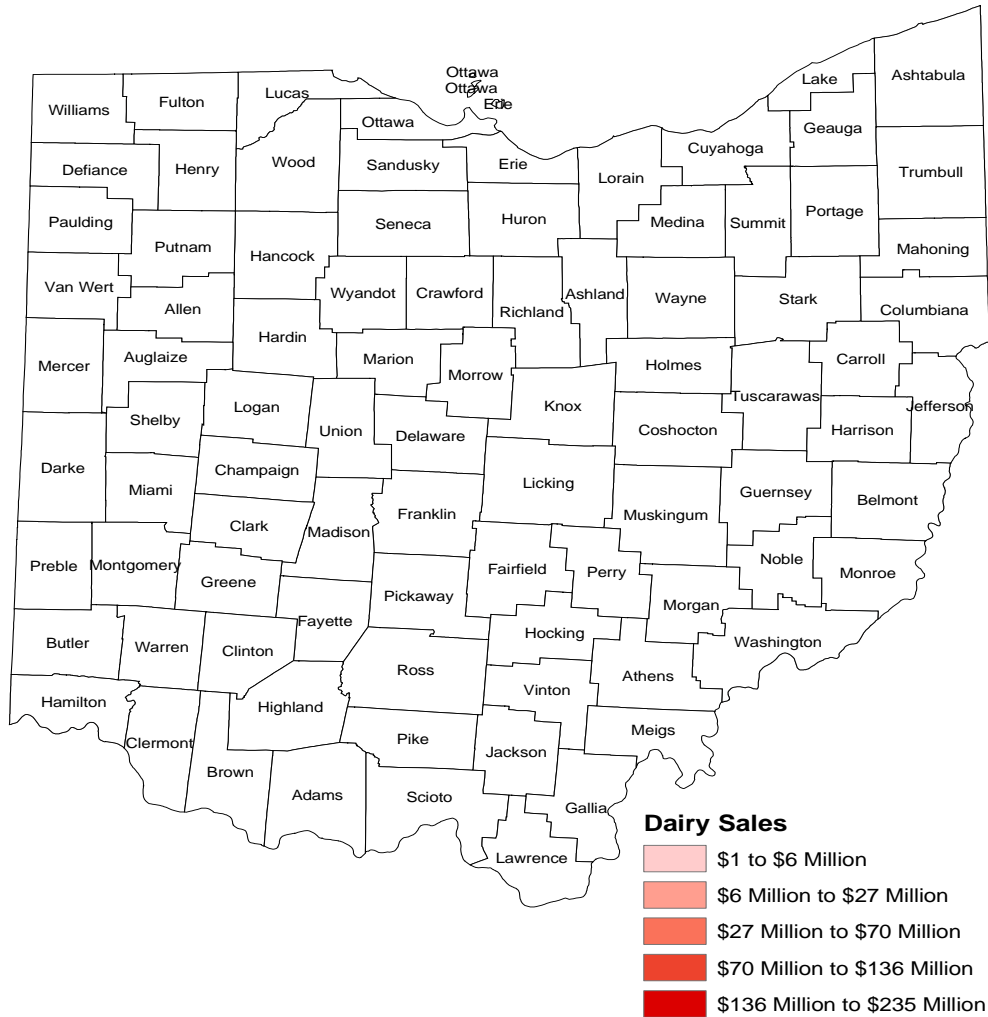 Ottawa
Ottawa
Erie
Lake
Ashtabula
Williams
Fulton
Lucas
Ottawa
Geauga
Cuyahoga
Defiance
Henry
Wood
Sandusky
Erie
Lorain
Trumbull
Paulding
Seneca
Huron
Medina
Summit
Portage
Putnam
Hancock
Mahoning
Van Wert
Allen
Wyandot
Crawford
Richland
Ashland
Wayne
Stark
Columbiana
Hardin
Mercer
Auglaize
Marion
Morrow
Holmes
Carroll
Logan
Knox
Tuscarawas
Jefferson
Shelby
Union
Delaware
Coshocton
Harrison
Darke
Miami
Champaign
Licking
Guernsey
Belmont
Clark
Madison
Franklin
Muskingum
Preble
Montgomery
Greene
Fairfield
Perry
Noble
Monroe
Pickaway
Morgan
Fayette
Butler
Warren
Clinton
Hocking
Washington
Ross
Athens
Vinton
Hamilton
Highland
Clermont
Pike
Jackson
Meigs
Brown
Adams
Scioto
Gallia
Lawrence
Dairy Sales
$1 to $6 Million
$6 Million to $27 Million
$27 Million to $70 Million
$70 Million to $136 Million
$136 Million to $235 Million